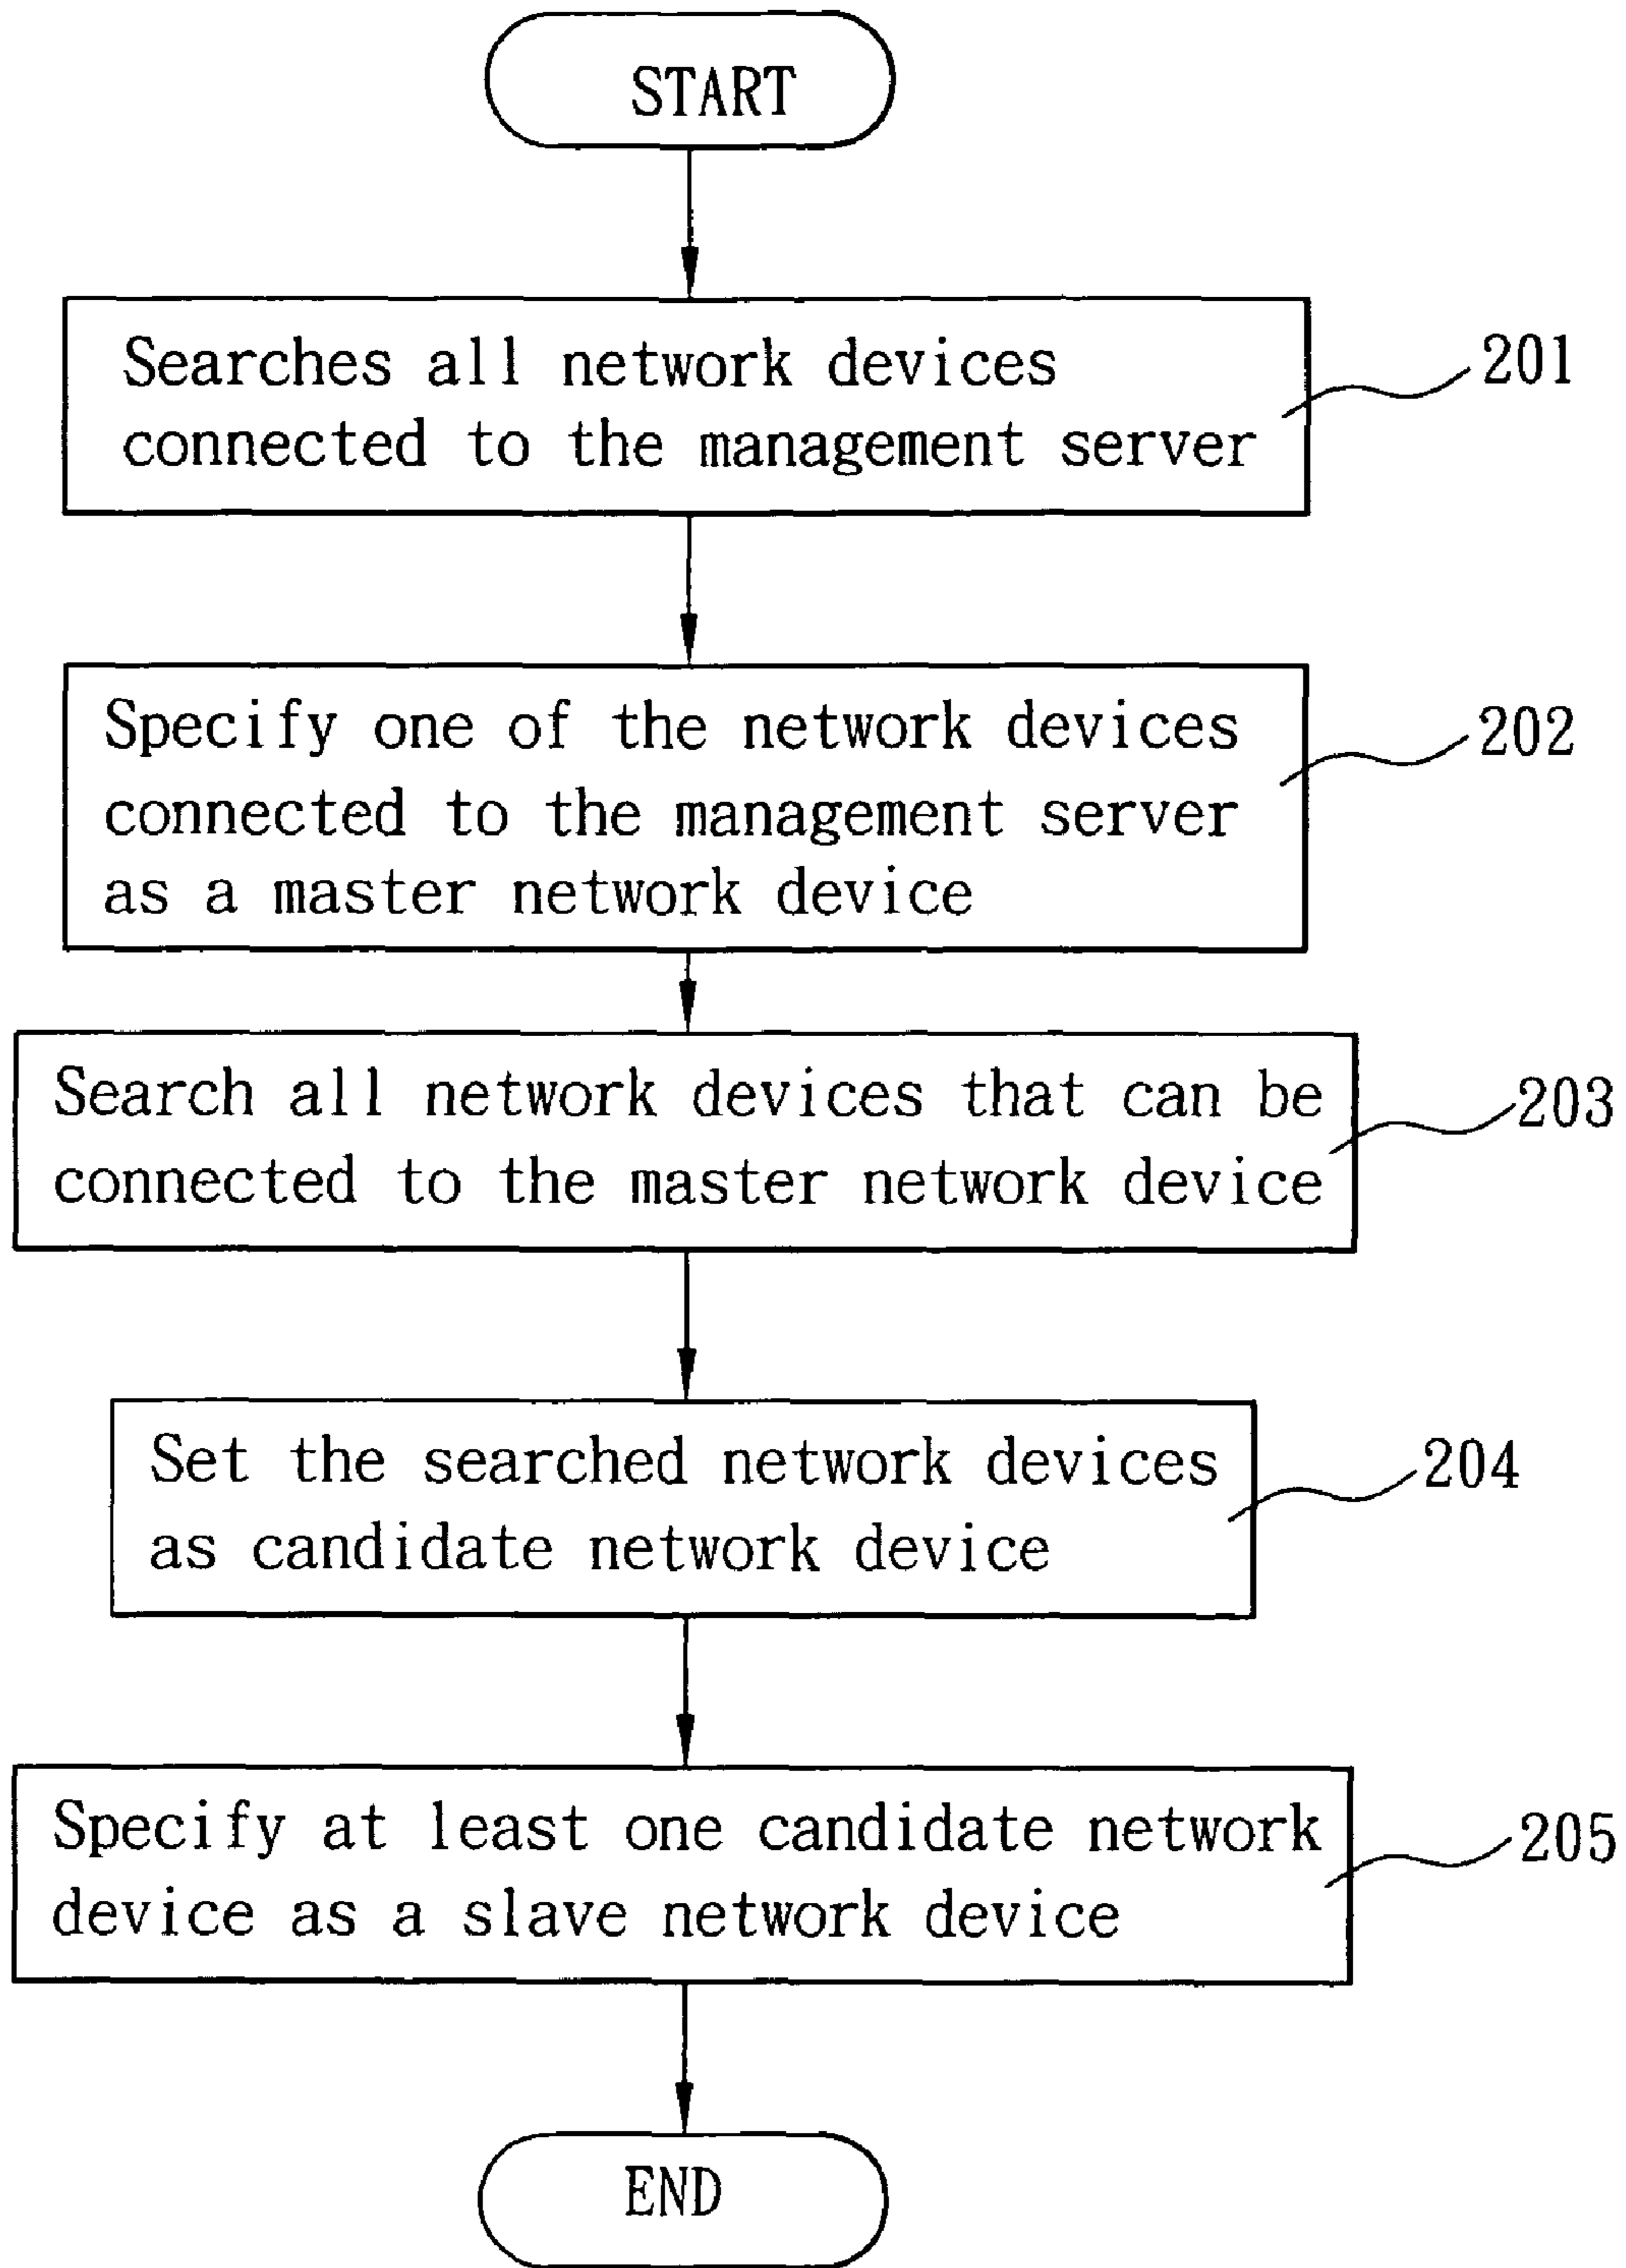 START
Searches all network devices
connected to the management server
201
Specify one of the network devices
connected to the management server
as a master network device
202
Search all network devices that can be
connected to the master network device
203
Set the searched network devices
as candidate network device
204
Specify at least one candidate network
device as a slave network device
205
END